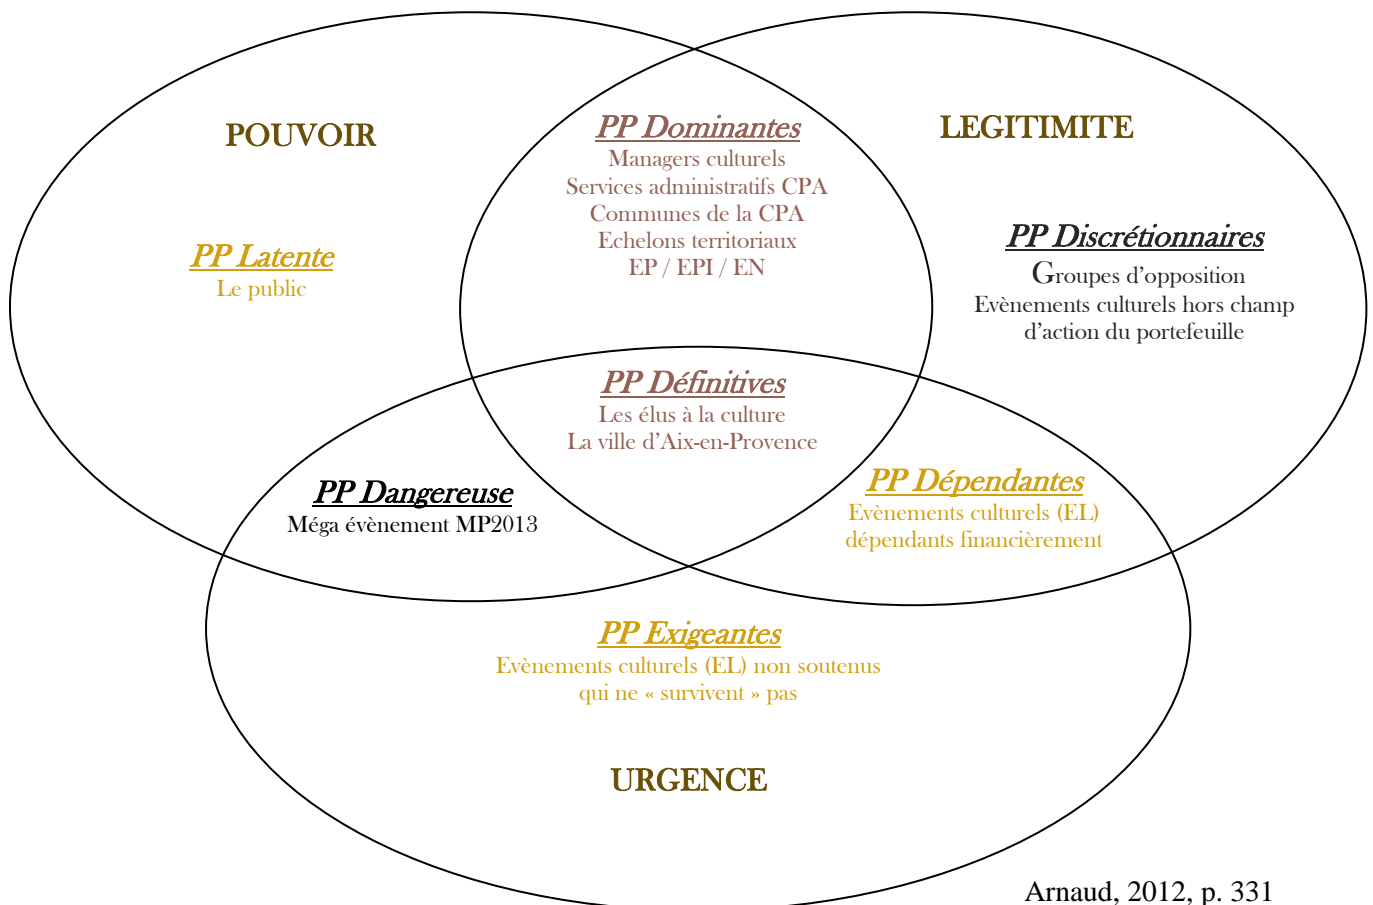 POUVOIR
PP Latente
Le public
PP Dominantes
Managers culturels
Services administratifs CPA
Communes de la CPA
Echelons territoriaux
EP / EPI / EN
LEGITIMITE
PP Discrétionnaires
Groupes d’opposition
Evènements culturels hors champ
d’action du portefeuille
PP Définitives
Les élus à la culture
La ville d’Aix-en-Provence
PP Dangereuse
Méga évènement MP2013
PP Dépendantes
Evènements culturels (EL)
dépendants financièrement
PP Exigeantes
Evènements culturels (EL) non soutenus
qui ne « survivent » pas
URGENCE
Arnaud, 2012, p. 331